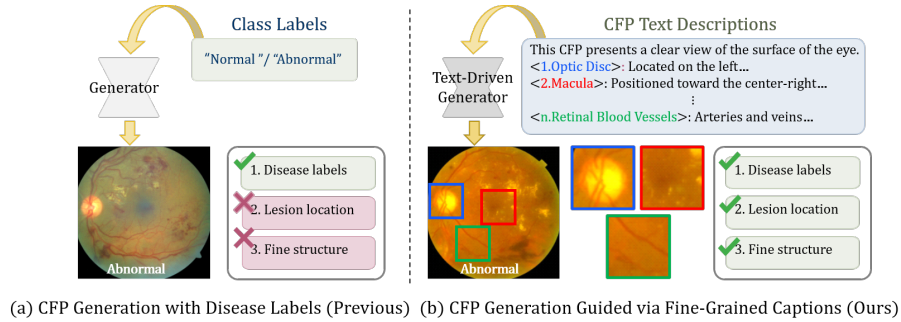 Class Labels
"Normal "/ "Abnormal"
Generator
Abnormal
1. Disease labels
2. Lesion location
3. Fine structure
(a) CFP Generation with Disease Labels (Previous)
CFP Text Descriptions
This CFP presents a clear view of the surface of the eye.
<1.Optic Disc>: Located on the left...
<2.Macula>: Positioned toward the center-right...
⋮
<n.Retinal Blood Vessels>: Arteries and veins...
Text-Driven
Generator
Abnormal
1. Disease labels
2. Lesion location
3. Fine structure
(b) CFP Generation Guided via Fine-Grained Captions (Ours)